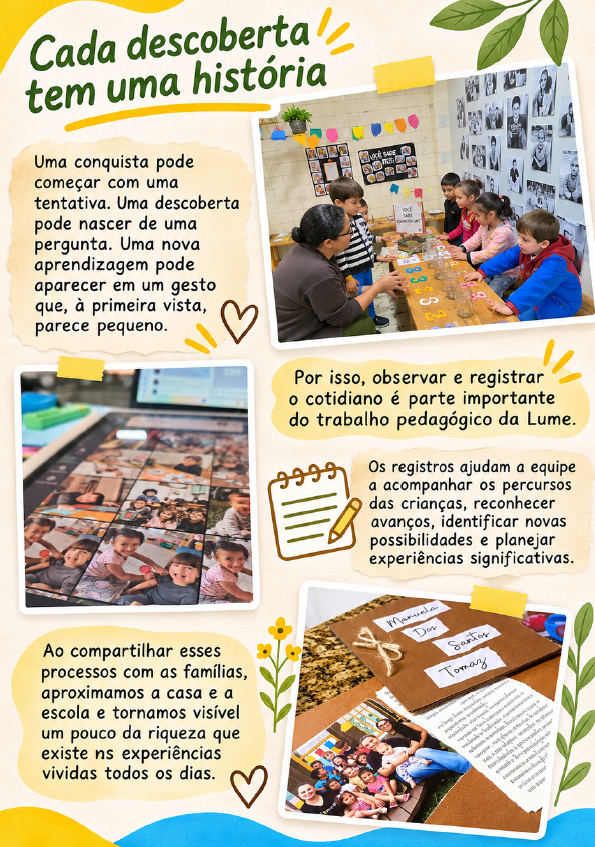 Cada descoberta
tem uma história
Uma conquista pode
começar com uma
tentativa. Uma descoberta
pode nascer de uma
pergunta. Uma nova
aprendizagem pode
aparecer em um gesto
que, à primeira vista,
parece pequeno.
VOCÊ SABE
Por isso, observar e registrar
o cotidiano é parte importante
do trabalho pedagógico da Lume.
Os registros ajudam a equipe
a acompanhar os percursos
das crianças, reconhecer
avanços, identificar novas
possibilidades e planejar
experiências significativas.
Manuela
Dos
Santos
Tomaz
Ao compartilhar esses
processos com as famílias,
aproximamos a casa e a
escola e tornamos visível
um pouco da riqueza que
existe ns experiências
vividas todos os dias.